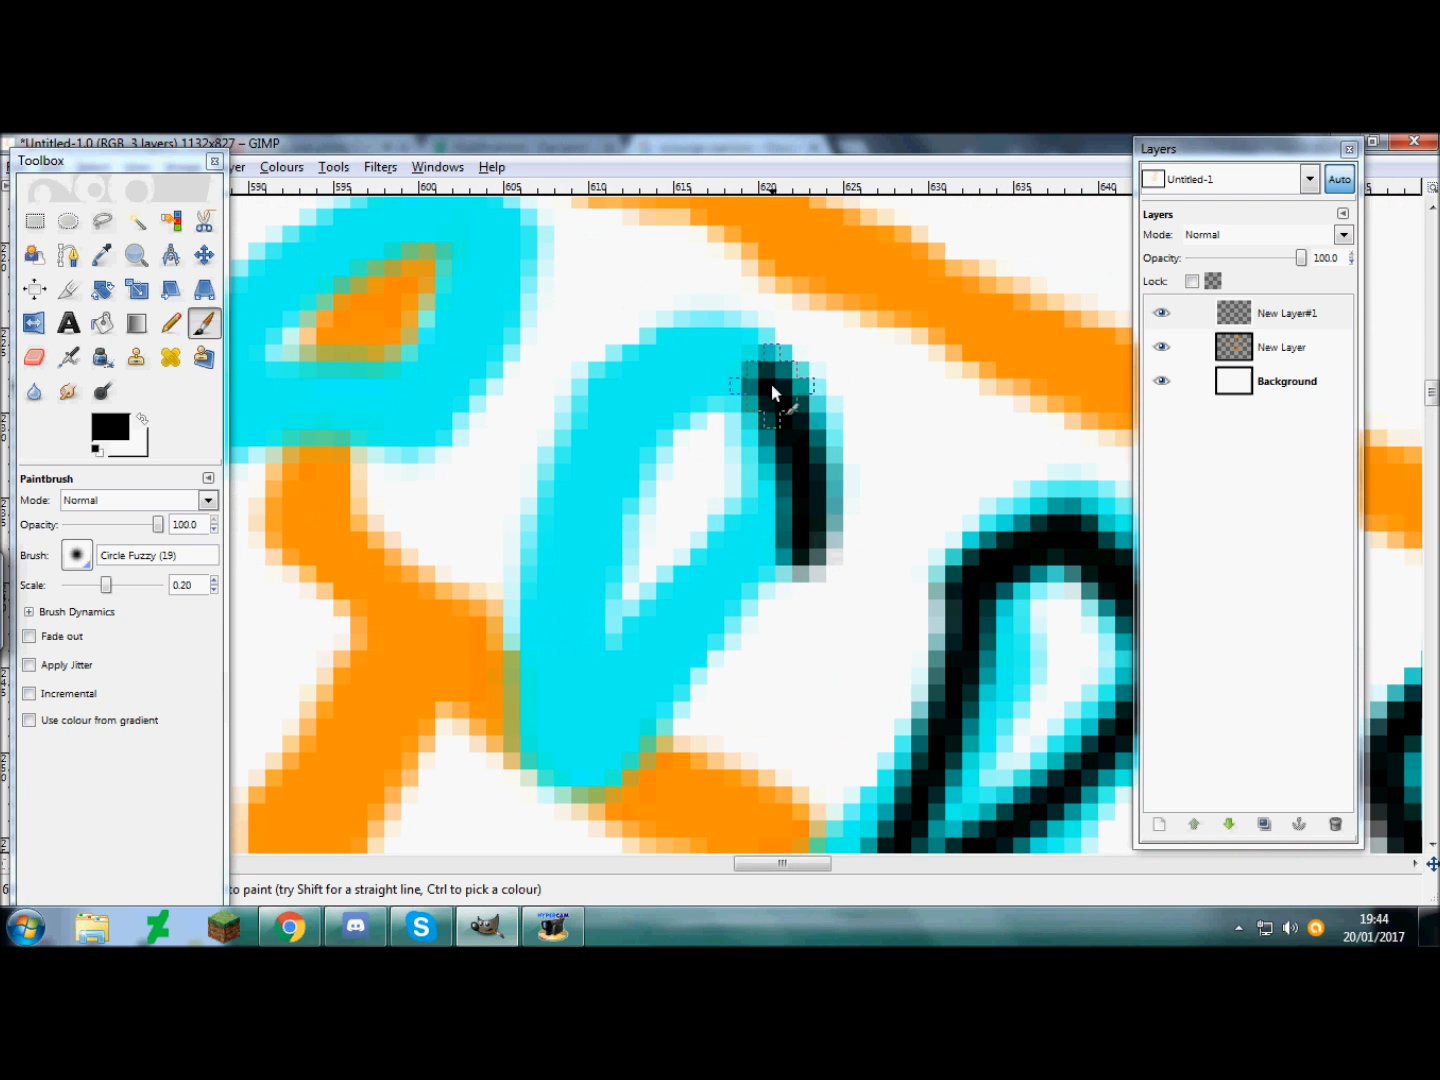 *Untitled-1.0 (RGB, 3 layers) 1132x827 – GIMP
Toolbox
Layers
yer Colours Tools Filters Windows Help
590 595 600 605 610 615 620 625 630 635 640
Untitled-1
Auto
Layers
Mode: Normal
Opacity: 100.0
Lock:
New Layer#1
New Layer
Background
Paintbrush
Mode: Normal
Opacity: 100.0
Brush: Circle Fuzzy (19)
Scale: 0.20
Brush Dynamics
Fade out
Apply Jitter
Incremental
Use colour from gradient
to paint (try Shift for a straight line, Ctrl to pick a colour)
HYPERCAM
19:44
20/01/2017